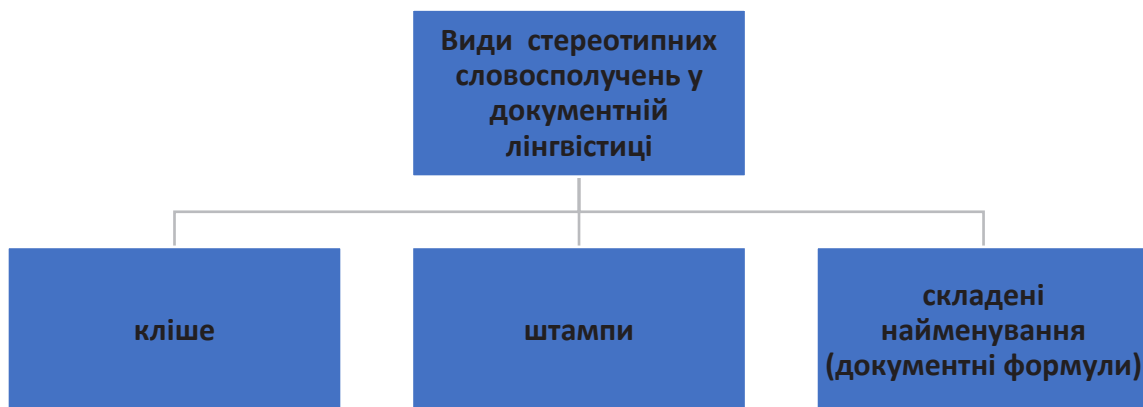 Види стереотипних
словосполучень у
документній
лінгвістиці
кліше
штампи
складені
найменування
(документні формули)